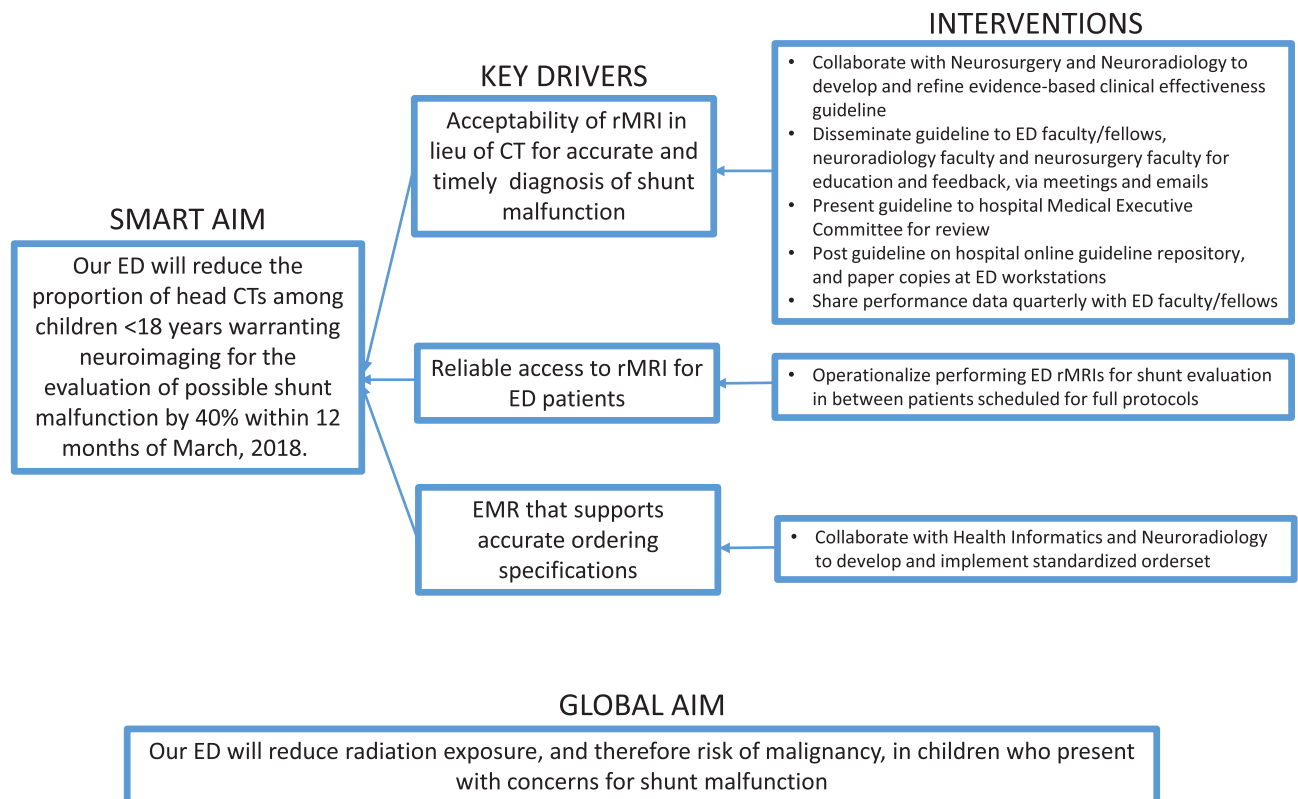 SMART AIM
Our ED will reduce the
proportion of head CTs among
children <18 years warranting
neuroimaging for the
evaluation of possible shunt
malfunction by 40% within 12
months of March, 2018.
KEY DRIVERS
Acceptability of rMRI in
lieu of CT for accurate and
timely diagnosis of shunt
malfunction
Reliable access to rMRI for
ED patients
EMR that supports
accurate ordering
specifications
INTERVENTIONS
• Collaborate with Neurosurgery and Neuroradiology to
develop and refine evidence-based clinical effectiveness
guideline
• Disseminate guideline to ED faculty/fellows,
neuroradiology faculty and neurosurgery faculty for
education and feedback, via meetings and emails
• Present guideline to hospital Medical Executive
Committee for review
• Post guideline on hospital online guideline repository,
and paper copies at ED workstations
• Share performance data quarterly with ED faculty/fellows
• Operationalize performing ED rMRIs for shunt evaluation
in between patients scheduled for full protocols
• Collaborate with Health Informatics and Neuroradiology
to develop and implement standardized orderset
GLOBAL AIM
Our ED will reduce radiation exposure, and therefore risk of malignancy, in children who present
with concerns for shunt malfunction